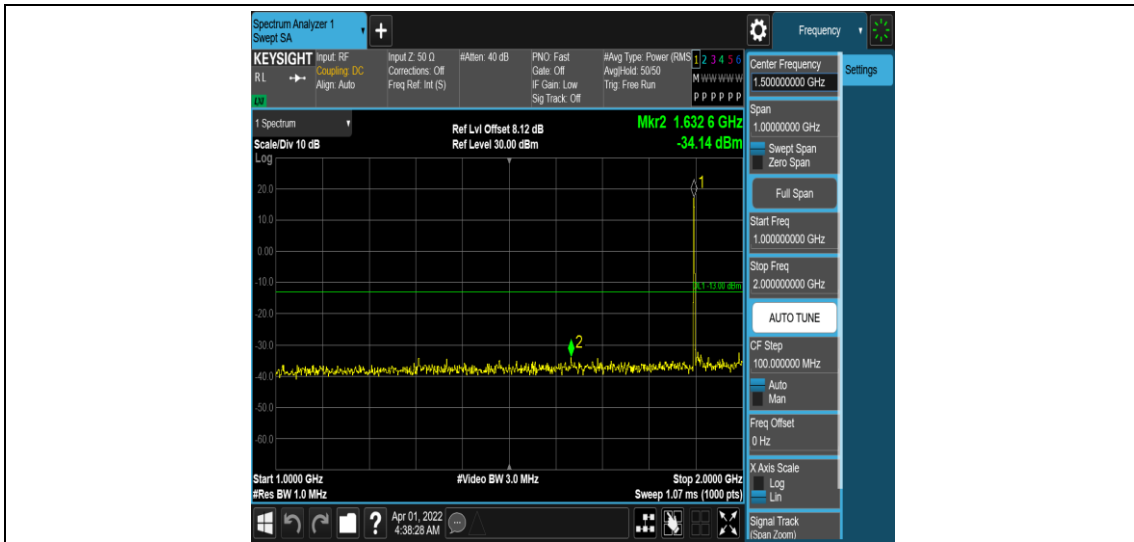 Spectrum Analyzer 1
Swept SA
+
Frequency
KEYSIGHT
RL
LXI
Input: RF
Coupling: DC
Align: Auto
Input Z: 50 Ω
Corrections: Off
Freq Ref: Int (S)
#Atten: 40 dB
PNO: Fast
Gate: Off
IF Gain: Low
Sig Track: Off
#Avg Type: Power (RMS
Avg|Hold: 50/50
Trig: Free Run
1 2 3 4 5 6
M W W W W W
P P P P P P
Center Frequency
1.500000000 GHz
Settings
Span
1.00000000 GHz
Swept Span
Zero Span
Full Span
Start Freq
1.000000000 GHz
Stop Freq
2.000000000 GHz
AUTO TUNE
CF Step
100.000000 MHz
Auto
Man
Freq Offset
0 Hz
X Axis Scale
Log
Lin
Signal Track
(Span Zoom)
1 Spectrum
Scale/Div 10 dB
Ref Lvl Offset 8.12 dB
Ref Level 30.00 dBm
Mkr2 1.632 6 GHz
-34.14 dBm
Log
20.0
10.0
0.00
-10.0
-20.0
-30.0
-40.0
-50.0
-60.0
1
2
DL1 -13.00 dBm
Start 1.0000 GHz
#Res BW 1.0 MHz
#Video BW 3.0 MHz
Stop 2.0000 GHz
Sweep 1.07 ms (1000 pts)
?
Apr 01, 2022
4:38:28 AM